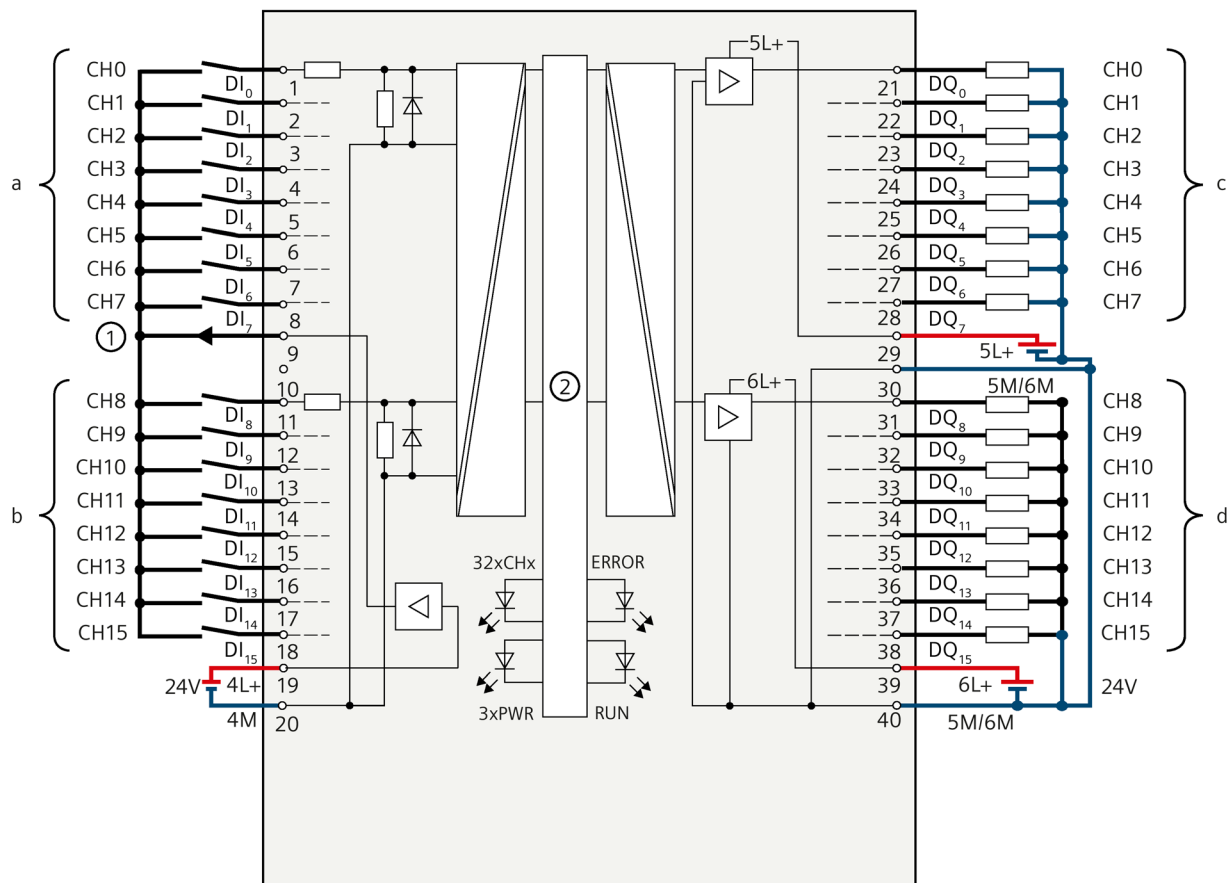 a
CH0
CH1
CH2
CH3
CH4
CH5
CH6
CH7
1
b
CH8
CH9
CH10
CH11
CH12
CH13
CH14
CH15
DI0
DI1
DI2
DI3
DI4
DI5
DI6
DI7
DI8
DI9
DI10
DI11
DI12
DI13
DI14
DI15
24V
4L+
4M
1
2
3
4
5
6
7
8
9
10
11
12
13
14
15
16
17
18
19
20
2
32xCHx
ERROR
3xPWR
RUN
5L+
6L+
21
22
23
24
25
26
27
28
29
30
31
32
33
34
35
36
37
38
39
40
DQ0
DQ1
DQ2
DQ3
DQ4
DQ5
DQ6
DQ7
5L+
5M/6M
DQ8
DQ9
DQ10
DQ11
DQ12
DQ13
DQ14
DQ15
6L+
24V
5M/6M
CH0
CH1
CH2
CH3
CH4
CH5
CH6
CH7
c
CH8
CH9
CH10
CH11
CH12
CH13
CH14
CH15
d